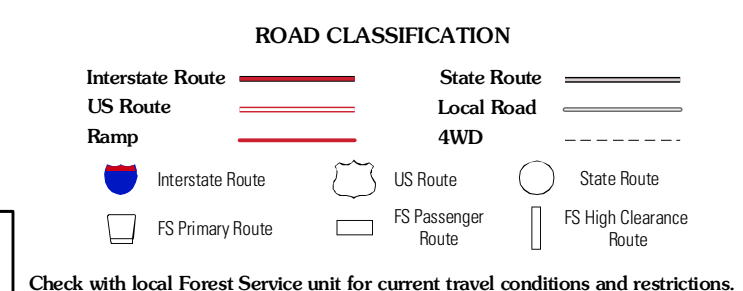 ROAD CLASSIFICATION
Interstate Route
State Route
US Route
Local Road
Ramp
4WD
Interstate Route
US Route
State Route
FS Primary Route
FS Passenger
Route
FS High Clearance
Route
Check with local Forest Service unit for current travel conditions and restrictions.